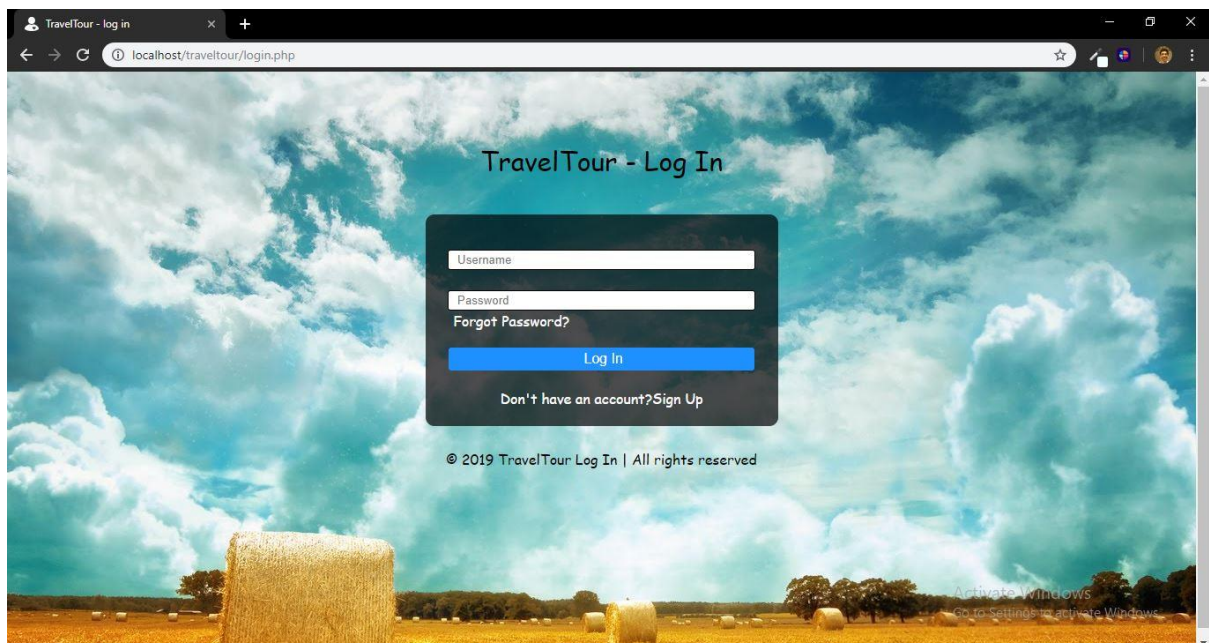 TravelTour - log in
localhost/traveltour/login.php
TravelTour - Log In
Username
Password
Forgot Password?
Log In
Don't have an account?Sign Up
© 2019 TravelTour Log In | All rights reserved
Activate Windows
Go to Settings to activate Windows.